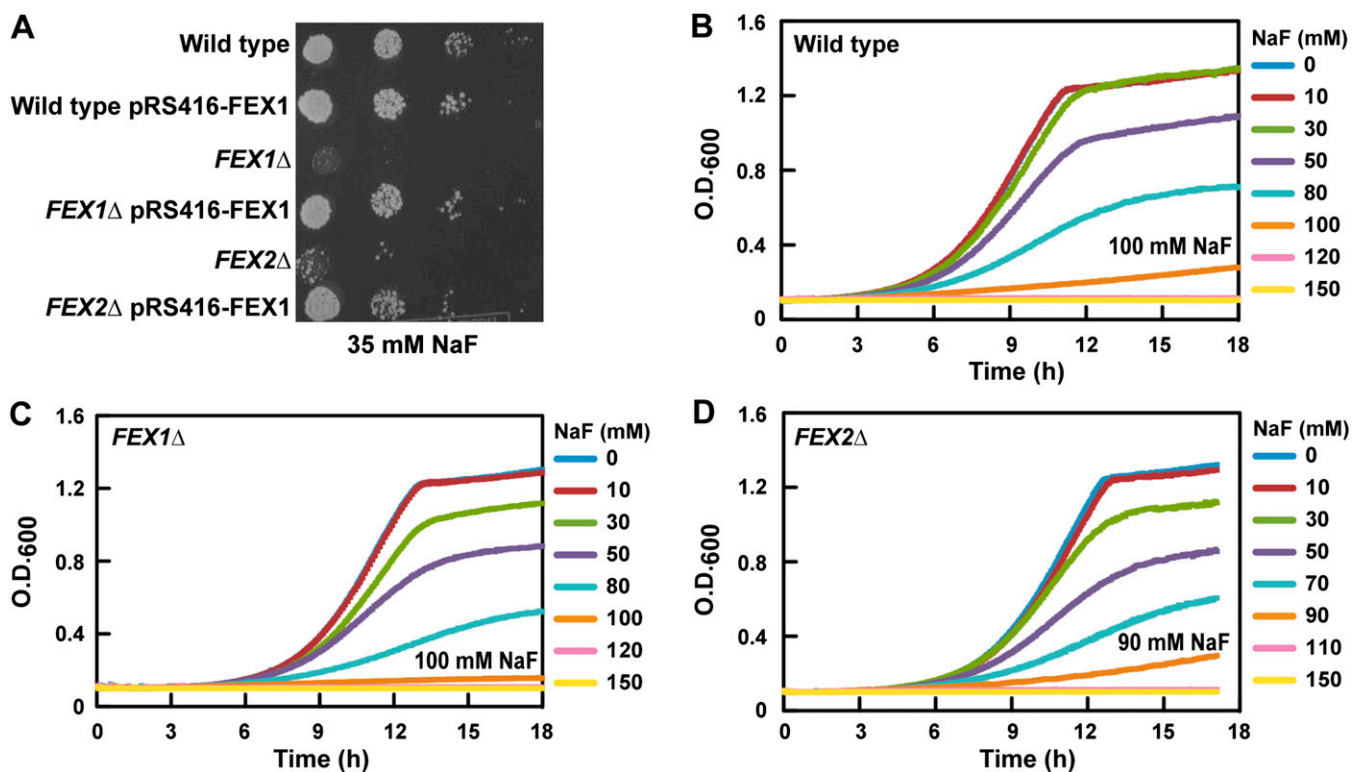 A
Wild type
Wild type pRS416-FEX1
FEX1Δ
FEX1Δ pRS416-FEX1
FEX2Δ
FEX2Δ pRS416-FEX1
35 mM NaF
B
Wild type
NaF (mM)
0
10
30
50
80
100
120
150
100 mM NaF
1.6
1.2
0.8
0.4
0
O.D.600
0 3 6 9 12 15 18
Time (h)
C
FEX1Δ
NaF (mM)
0
10
30
50
80
100
120
150
100 mM NaF
1.6
1.2
0.8
0.4
0
O.D.600
0 3 6 9 12 15 18
Time (h)
D
FEX2Δ
NaF (mM)
0
10
30
50
70
90
110
150
90 mM NaF
1.6
1.2
0.8
0.4
0
O.D.600
0 3 6 9 12 15 18
Time (h)